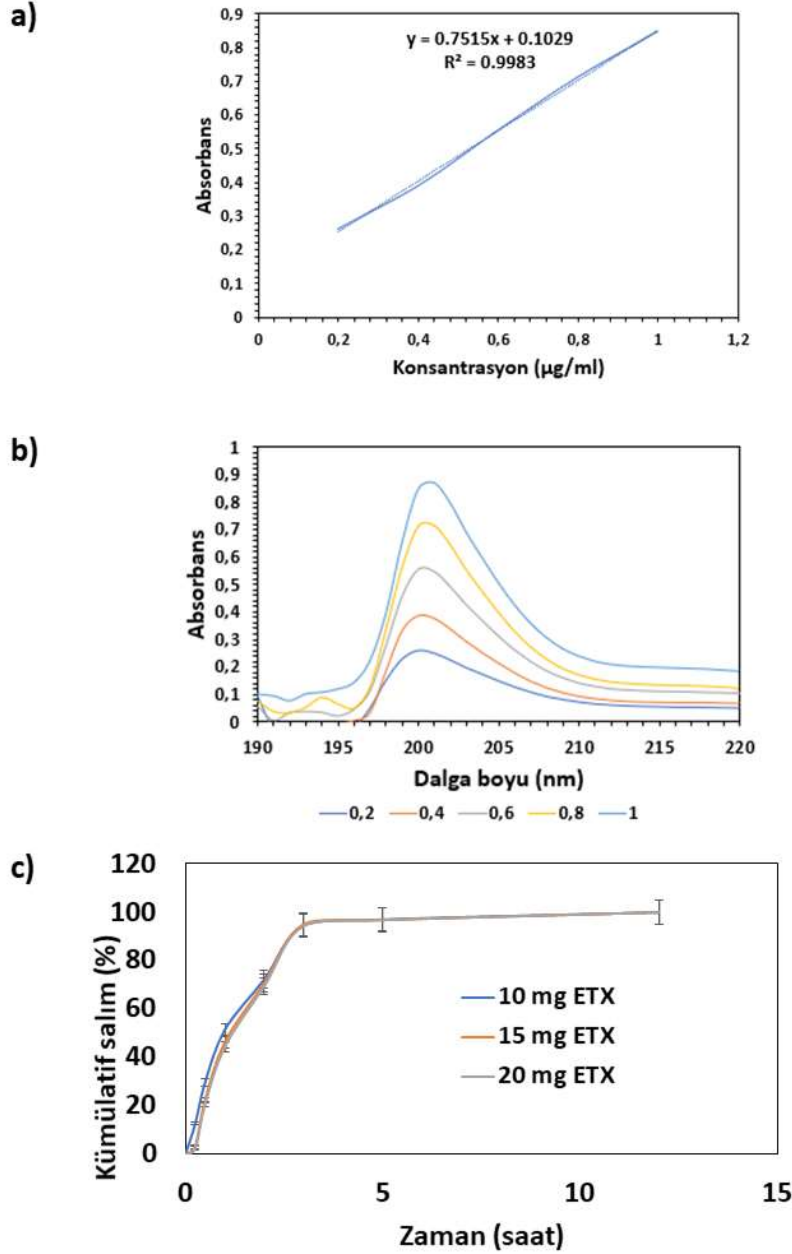 a)
y = 0.7515x + 0.1029
R² = 0.9983
Absorbans
0,9
0,8
0,7
0,6
0,5
0,4
0,3
0,2
0,1
0
0 0,2 0,4 0,6 0,8 1 1,2
Konsantrasyon (µg/ml)
b)
Absorbans
1
0,9
0,8
0,7
0,6
0,5
0,4
0,3
0,2
0,1
0
190 195 200 205 210 215 220
Dalga boyu (nm)
0,2 0,4 0,6 0,8 1
c)
Kümülatif salım (%)
120
100
80
60
40
20
0
10 mg ETX
15 mg ETX
20 mg ETX
0 5 10 15
Zaman (saat)